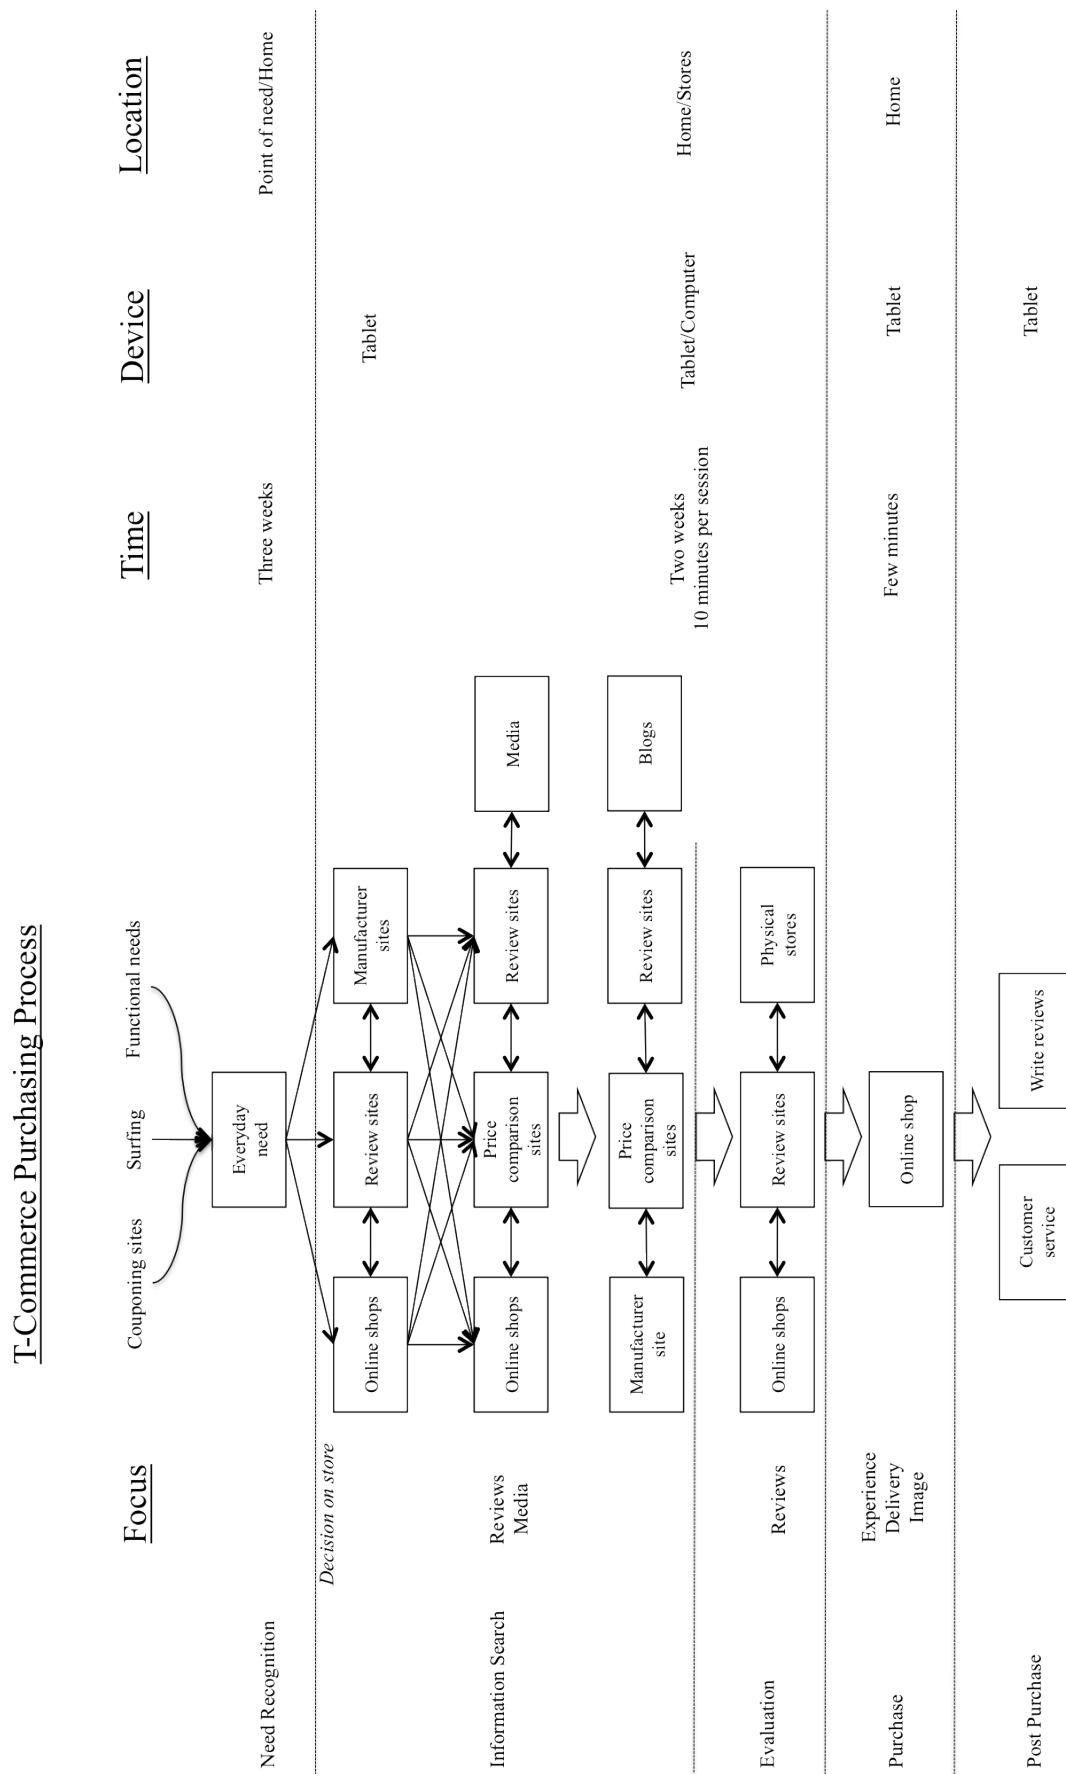 T-Commerce Purchasing Process
Focus
Time
Device
Location
Couponing sites
Surfing
Functional needs
Need Recognition
Everyday
need
Three weeks
Point of need/Home
Decision on store
Online shops
Review sites
Manufacturer
sites
Tablet
Information Search
Reviews
Media
Online shops
Price
comparison
sites
Review sites
Media
Manufacturer
site
Price
comparison
sites
Review sites
Blogs
Two weeks
10 minutes per session
Tablet/Computer
Home/Stores
Evaluation
Reviews
Online shops
Review sites
Physical
stores
Purchase
Experience
Delivery
Image
Online shop
Few minutes
Tablet
Home
Post Purchase
Customer
service
Write reviews
Tablet